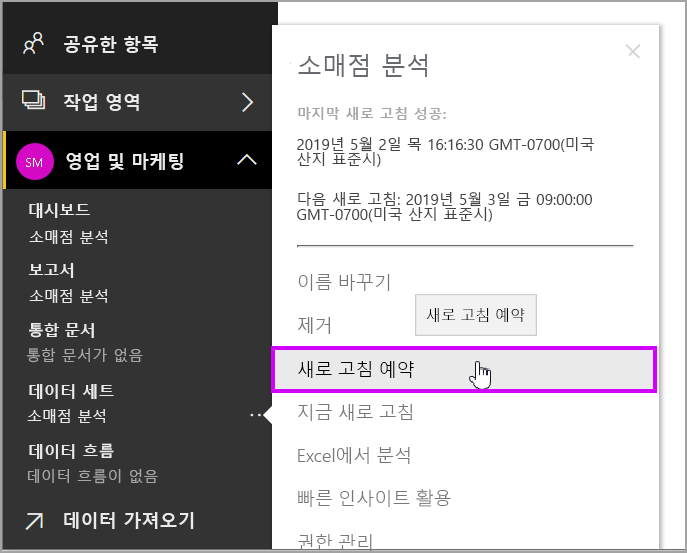 공유한 항목
작업 영역
SM 영업 및 마케팅
대시보드
소매점 분석
보고서
소매점 분석
통합 문서
통합 문서가 없음
데이터 세트
소매점 분석
데이터 흐름
데이터 흐름이 없음
데이터 가져오기
소매점 분석
마지막 새로 고침 성공:
2019년 5월 2일 목 16:16:30 GMT-0700(미국
산지 표준시)
다음 새로 고침: 2019년 5월 3일 금 09:00:00
GMT-0700(미국 산지 표준시)
이름 바꾸기
제거
새로 고침 예약
새로 고침 예약
지금 새로 고침
Excel에서 분석
빠른 인사이트 활용
권한 관리